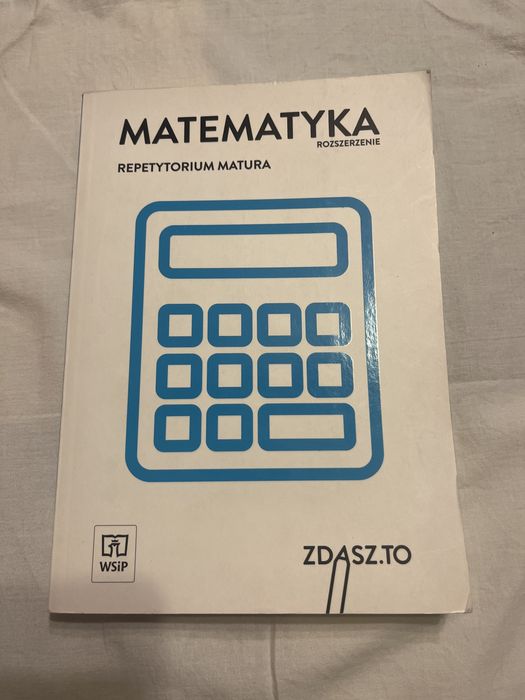 MATEMATYKA
ROZSZERZENIE
REPETYTORIUM MATURA
WSiP
ZDASZ.TO